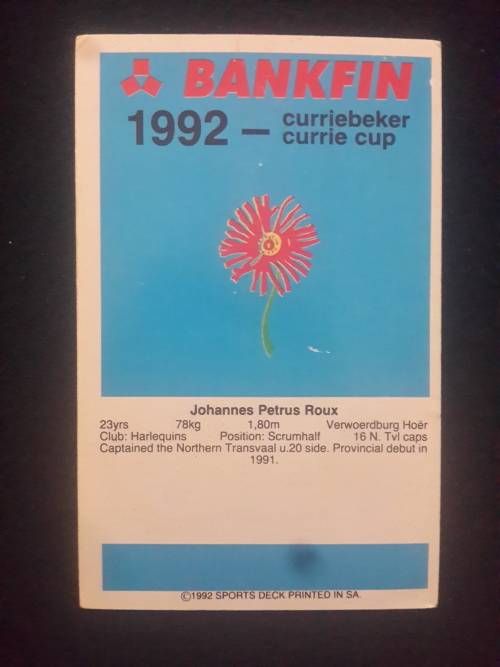 BANKFIN
1992 – curriebeker
currie cup
Johannes Petrus Roux
23yrs 78kg 1,80m Verwoerdburg Hoër
Club: Harlequins Position: Scrumhalf 16 N. Tvl caps
Captained the Northern Transvaal u.20 side. Provincial debut in
1991.
©1992 SPORTS DECK PRINTED IN SA.